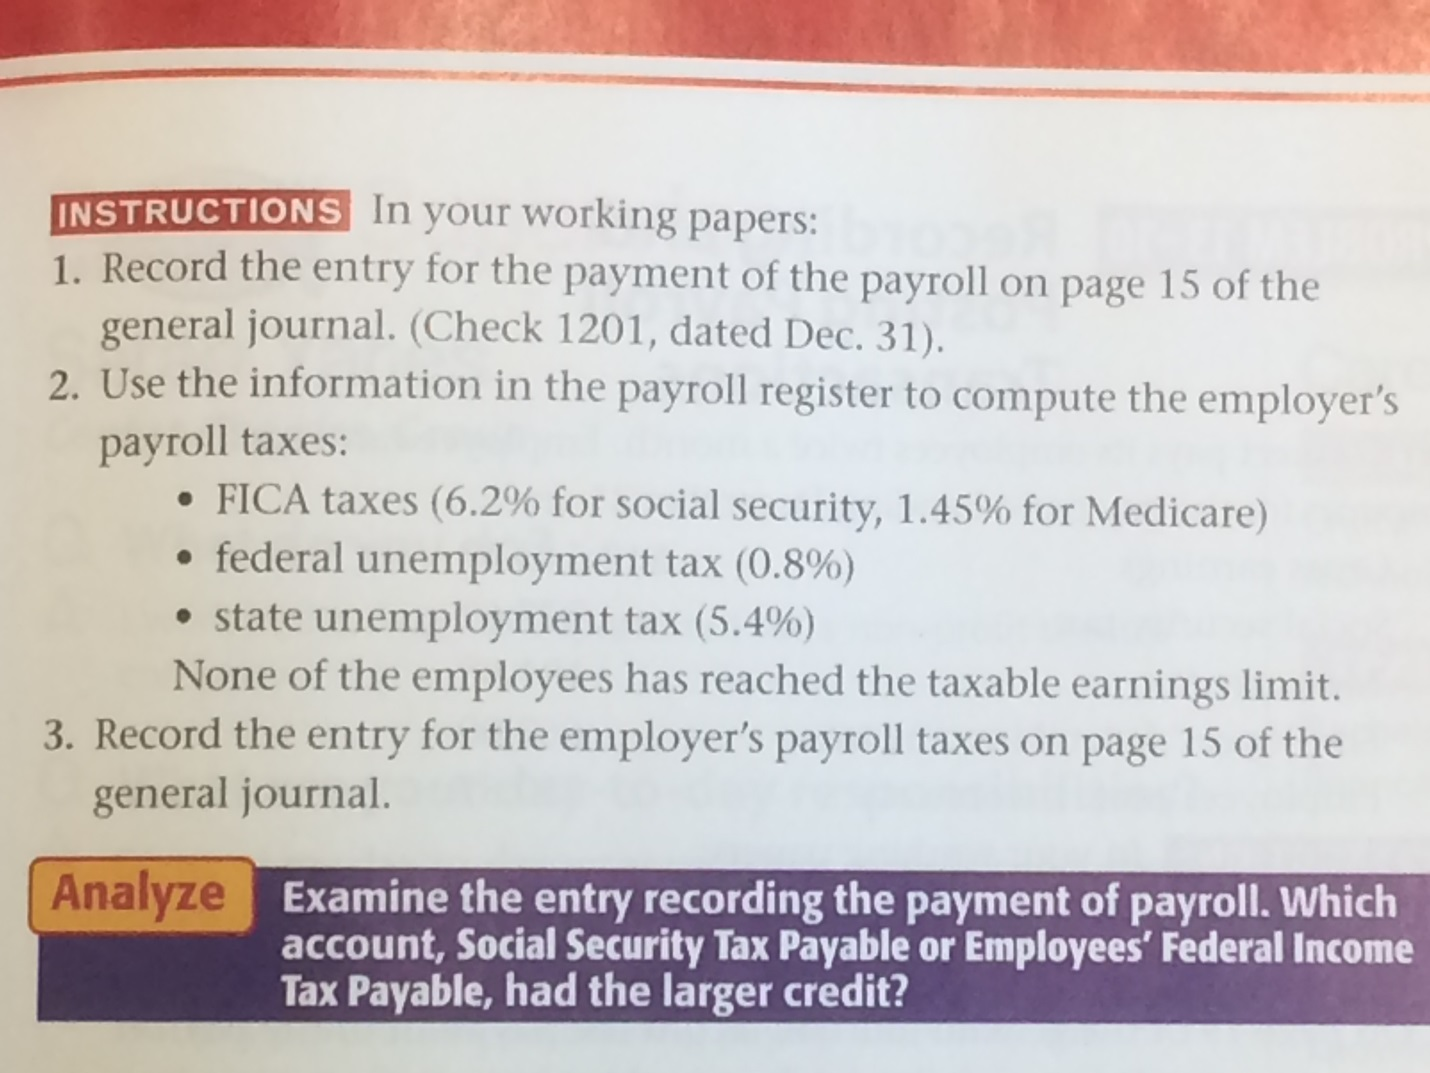 INSTRUCTIONS In your working papers:
1. Record the entry for the payment of the payroll on page 15 of the
general journal. (Check 1201, dated Dec. 31).
2. Use the information in the payroll register to compute the employer's
payroll taxes:
• FICA taxes (6.2% for social security, 1.45% for Medicare)
• federal unemployment tax (0.8%)
• state unemployment tax (5.4%)
None of the employees has reached the taxable earnings limit.
3. Record the entry for the employer's payroll taxes on page 15 of the
general journal.
Analyze Examine the entry recording the payment of payroll. Which
account, Social Security Tax Payable or Employees' Federal Income
Tax Payable, had the larger credit?